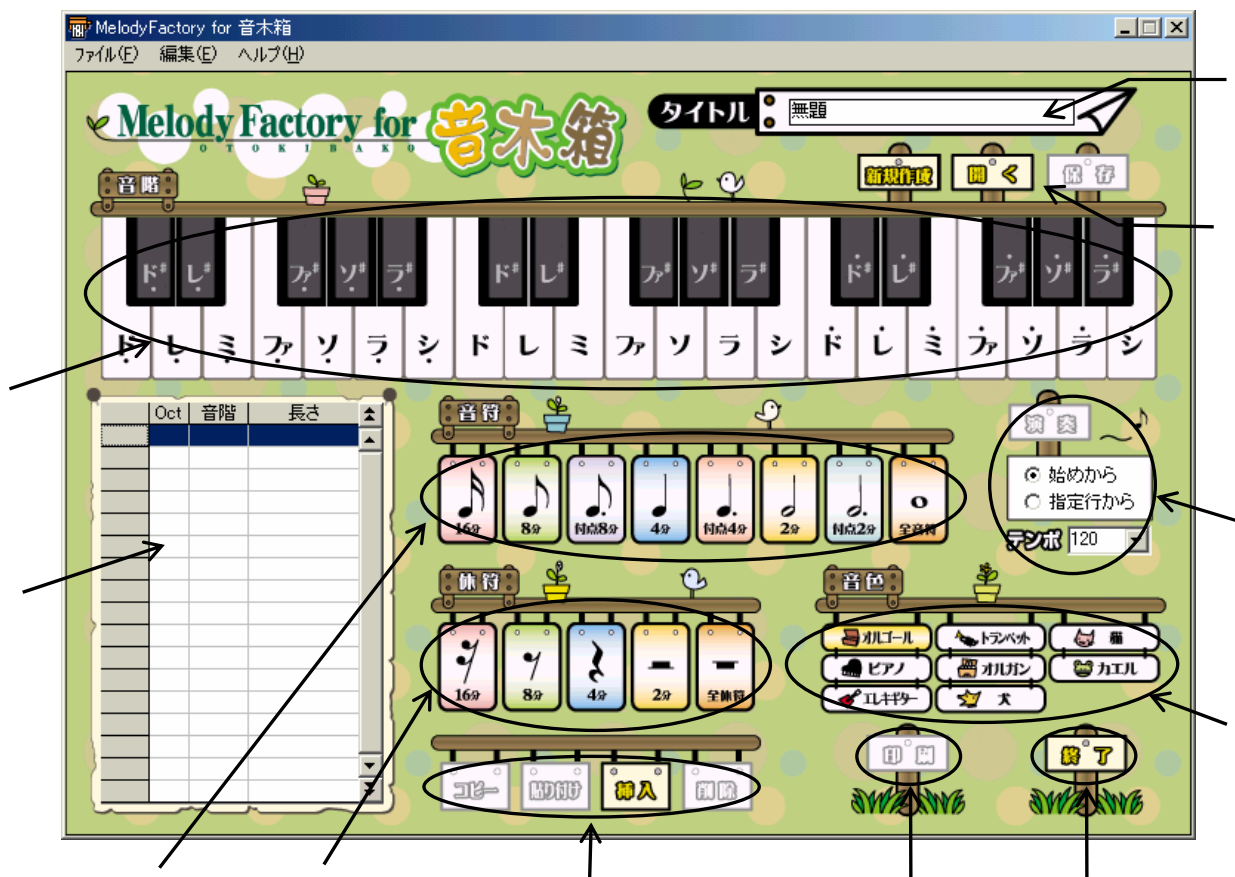 MelodyFactory for 音木箱
ファイル(F) 編集(E) ヘルプ(H)
Melody Factory for 音木箱
OTOKIBAKO
タイトル 無題
新規作成 開く 保存
音階
ド# レ# ファ# ソ# ラ# ド# レ# ファ# ソ# ラ# ド# レ# ファ# ソ# ラ#
ド レ ミ ファ ソ ラ シ ド レ ミ ファ ソ ラ シ ド レ ミ ファ ソ ラ シ
Oct 音階 長さ
音符
16分 8分 付点8分 4分 付点4分 2分 付点2分 全音符
演奏
始めから
指定行から
テンポ 120
休符
16分 8分 4分 2分 全休符
音色
オルゴール トランペット 猫
ピアノ オルガン カエル
エレキギター 犬
コピー 貼り付け 挿入 削除
印刷
終了